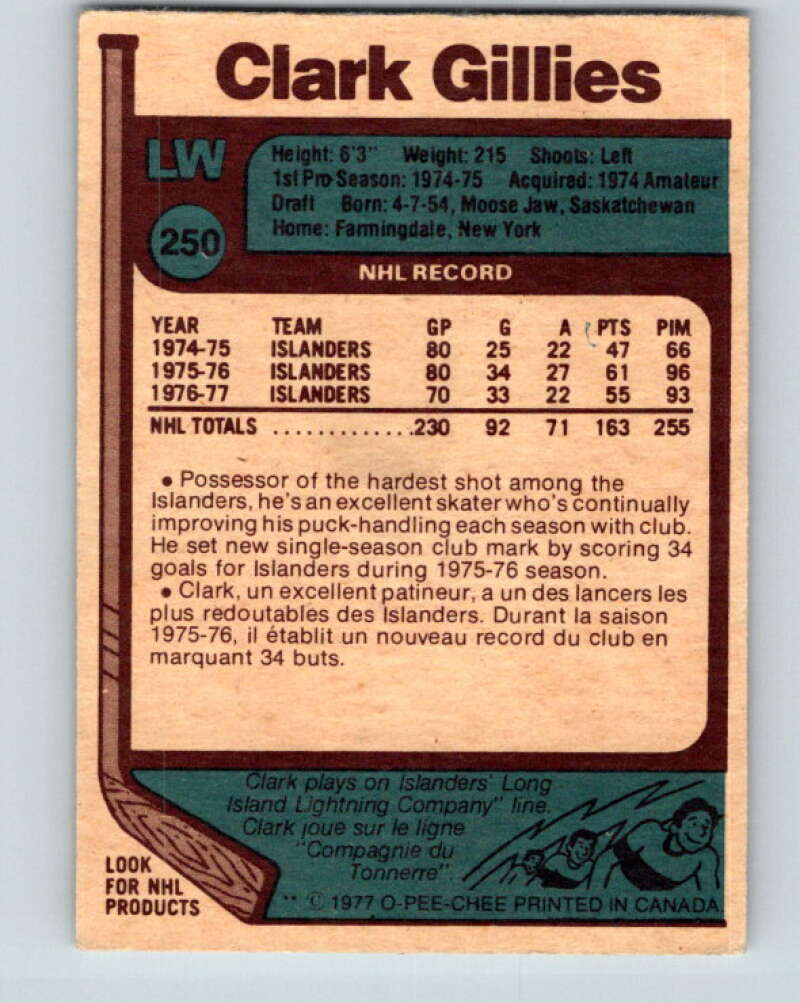 Clark Gillies
LW
250
Height: 6'3" Weight: 215 Shoots: Left
1st Pro Season: 1974-75 Acquired: 1974 Amateur
Draft Born: 4-7-54, Moose Jaw, Saskatchewan
Home: Farmingdale, New York
NHL RECORD
YEAR TEAM GP G A PTS PIM
1974-75 ISLANDERS 80 25 22 47 66
1975-76 ISLANDERS 80 34 27 61 96
1976-77 ISLANDERS 70 33 22 55 93
NHL TOTALS ..............230 92 71 163 255
• Possessor of the hardest shot among the
Islanders, he's an excellent skater who's continually
improving his puck-handling each season with club.
He set new single-season club mark by scoring 34
goals for Islanders during 1975-76 season.
• Clark, un excellent patineur, a un des lancers les
plus redoutables des Islanders. Durant la saison
1975-76, il établit un nouveau record du club en
marquant 34 buts.
Clark plays on Islanders' Long
Island Lightning Company" line.
Clark joue sur le ligne
"Compagnie du
Tonnerre".
LOOK
FOR NHL
PRODUCTS
** © 1977 O-PEE-CHEE PRINTED IN CANADA